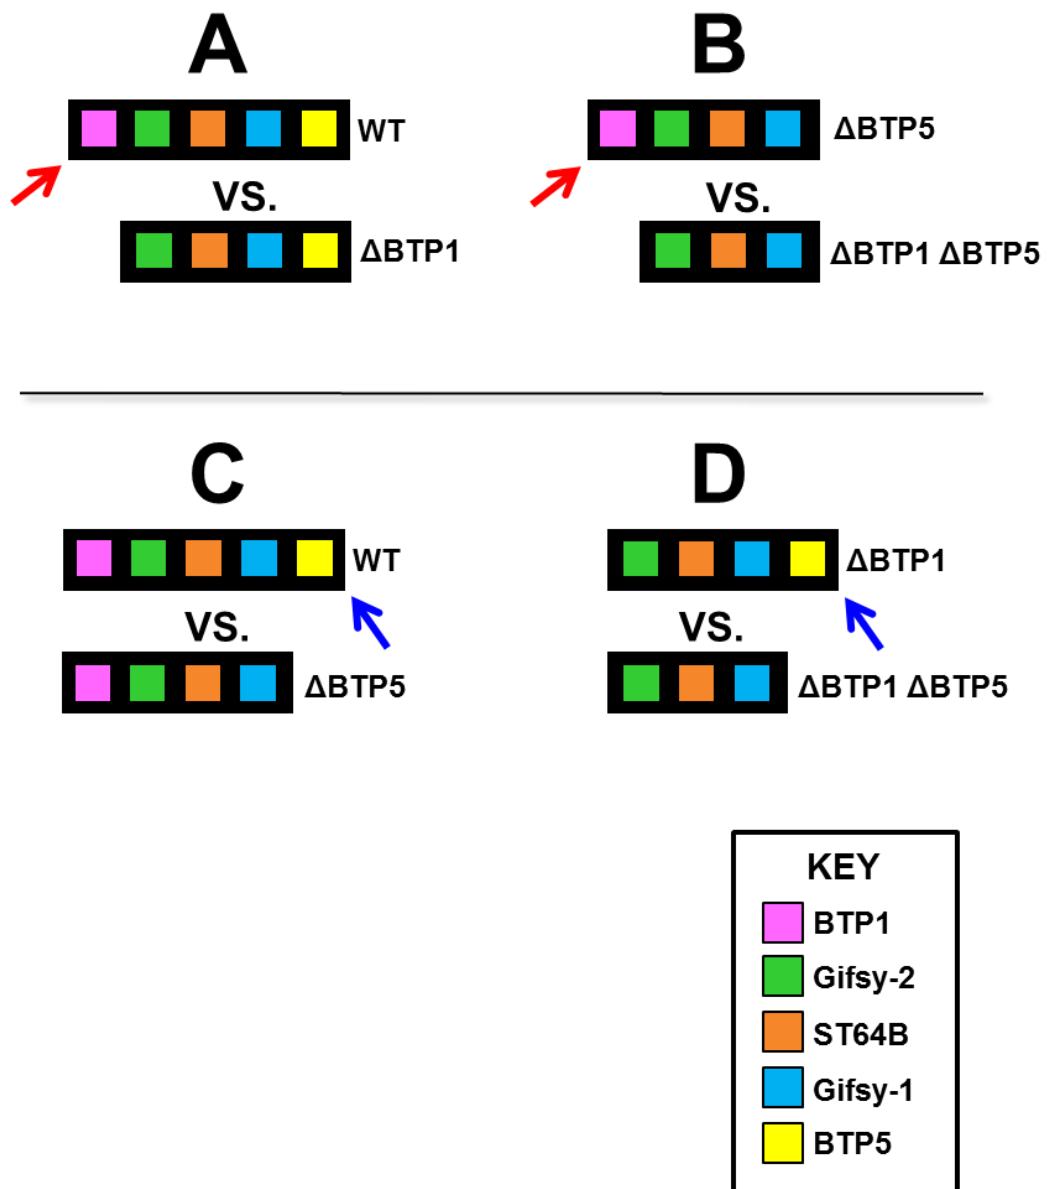 A
B
WT
ΔBTP5
VS.
VS.
ΔBTP1
ΔBTP1 ΔBTP5
C
D
WT
ΔBTP1
VS.
VS.
ΔBTP5
ΔBTP1 ΔBTP5
KEY
BTP1
Gifsy-2
ST64B
Gifsy-1
BTP5